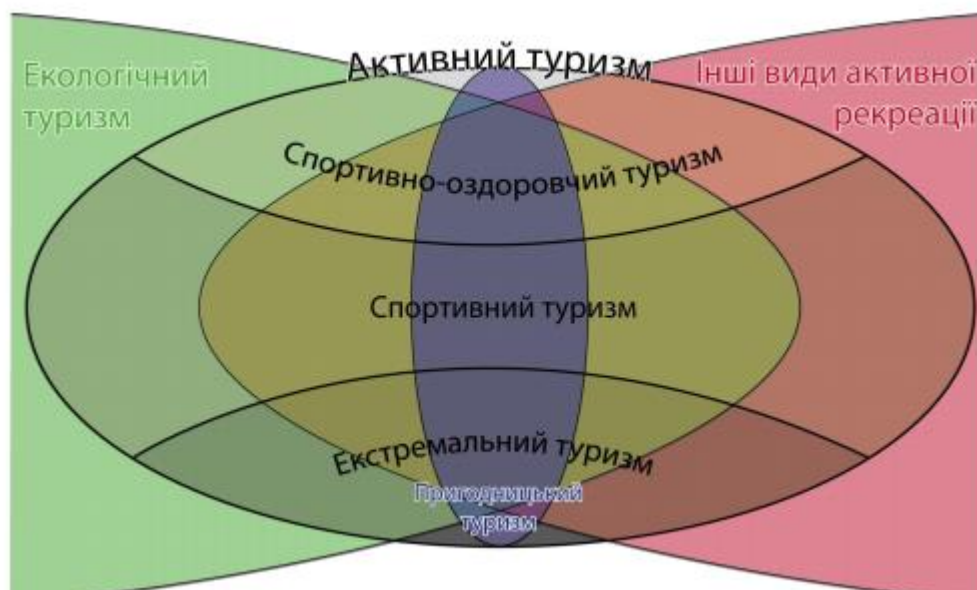 Активний туризм
Екологічний
туризм
Інші види активної
рекреації
Спортивно-оздоровчий туризм
Спортивний туризм
Екстремальний туризм
Пригодницький
туризм